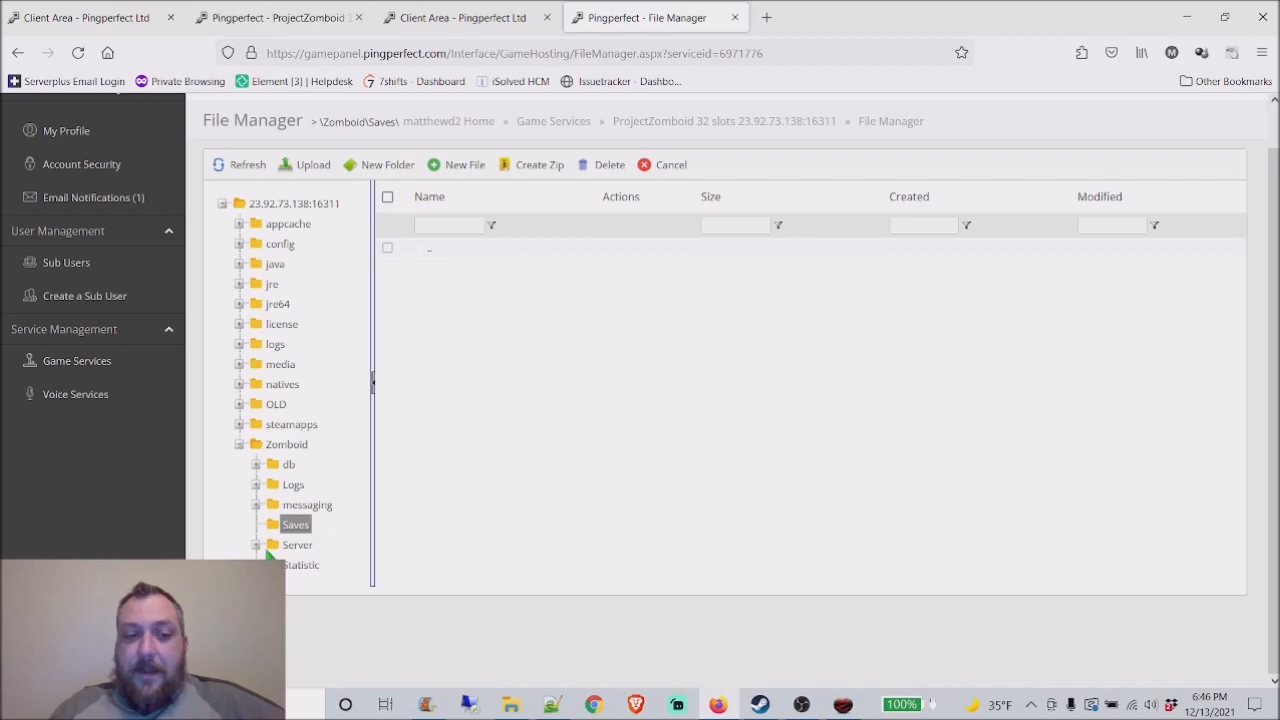 Client Area - Pingperfect Ltd
Pingperfect - ProjectZomboid 3
Client Area - Pingperfect Ltd
Pingperfect - File Manager
https://gamepanel.pingperfect.com/Interface/GameHosting/FileManager.aspx?serviceid=6971776
Serverplus Email Login
Private Browsing
Element [3] | Helpdesk
7shifts - Dashboard
iSolved HCM
Issuetracker - Dashbo...
Other Bookmarks
File Manager > \Zomboid\Saves\ matthewd2 Home » Game Services » ProjectZomboid 32 slots 23.92.73.138:16311 » File Manager
My Profile
Account Security
Email Notifications (1)
User Management
Sub Users
Create a Sub User
Service Management
Game Services
Voice Services
Refresh Upload New Folder New File Create Zip Delete Cancel
23.92.73.138:16311
appcache
config
java
jre
jre64
license
logs
media
natives
OLD
steamapps
Zomboid
db
Logs
messaging
Saves
Server
Statistic
Name Actions Size Created Modified
..
100%
35°F
6:46 PM
12/13/2021